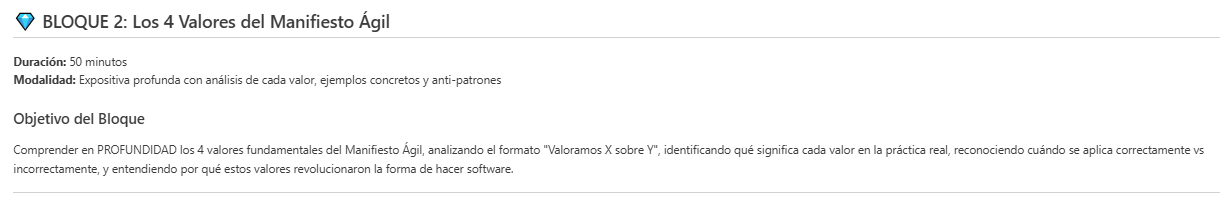 BLOQUE 2: Los 4 Valores del Manifiesto Ágil
Duración: 50 minutos
Modalidad: Expositiva profunda con análisis de cada valor, ejemplos concretos y anti-patrones
Objetivo del Bloque
Comprender en PROFUNDIDAD los 4 valores fundamentales del Manifiesto Ágil, analizando el formato "Valoramos X sobre Y", identificando qué significa cada valor en la práctica real, reconociendo cuándo se aplica correctamente vs
incorrectamente, y entendiendo por qué estos valores revolucionaron la forma de hacer software.